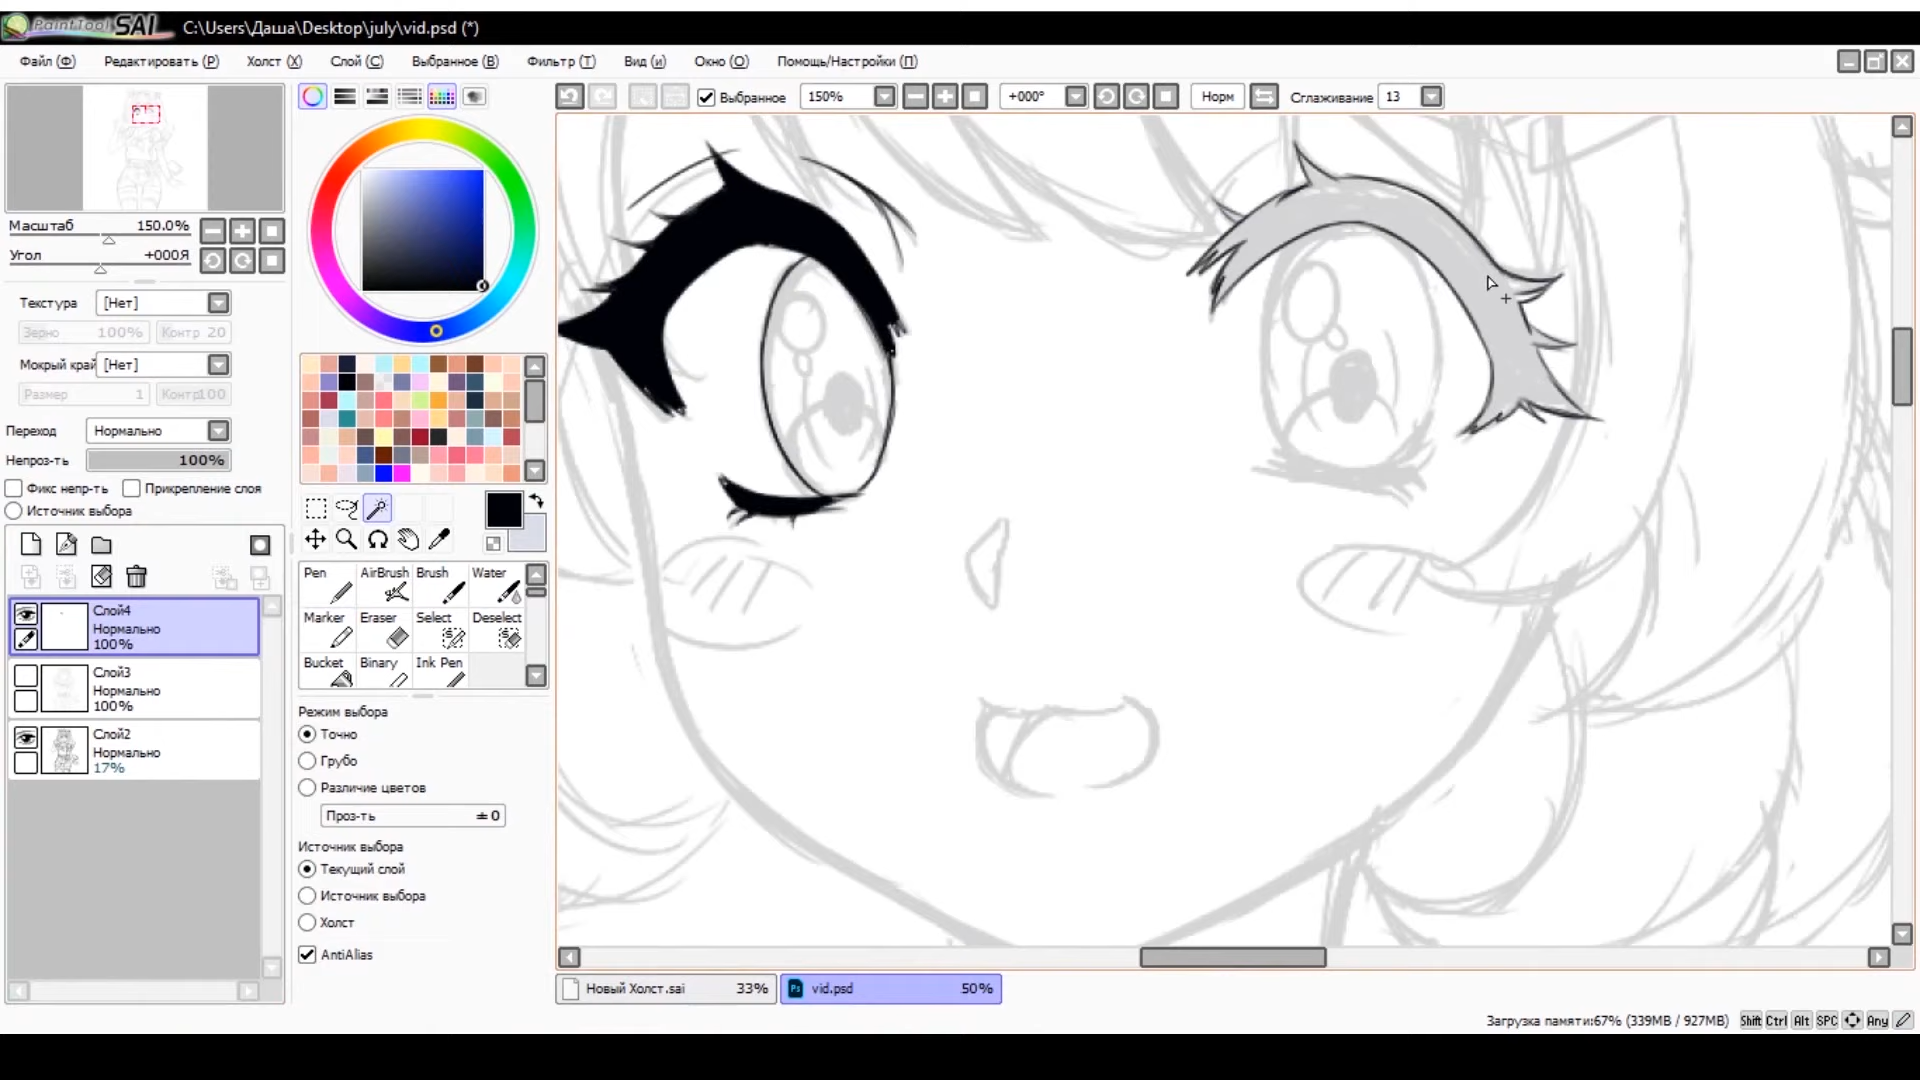 PaintTool SAI C:\Users\Даша\Desktop\july\vid.psd (*)
Файл (Ф) Редактировать (Р) Холст (Х) Слой (С) Выбранное (В) Фильтр (Т) Вид (и) Окно (О) Помощь/Настройки (П)
Выбранное 150% +000° Норм Сглаживание 13
Масштаб 150.0%
Угол +000Я
Текстура [Нет]
Зерно 100% Контр 20
Мокрый край [Нет]
Размер 1 Контр100
Переход Нормально
Непроз-ть 100%
Фикс непр-ть Прикрепление слоя
Источник выбора
Слой4
Нормально
100%
Слой3
Нормально
100%
Слой2
Нормально
17%
Pen AirBrush Brush Water
Marker Eraser Select Deselect
Bucket Binary Ink Pen
Режим выбора
Точно
Грубо
Различие цветов
Проз-ть ±0
Источник выбора
Текущий слой
Источник выбора
Холст
AntiAlias
Новый Холст.sai 33% Ps vid.psd 50%
Загрузка памяти:67% (339MB / 927MB) Shift Ctrl Alt SPC Any